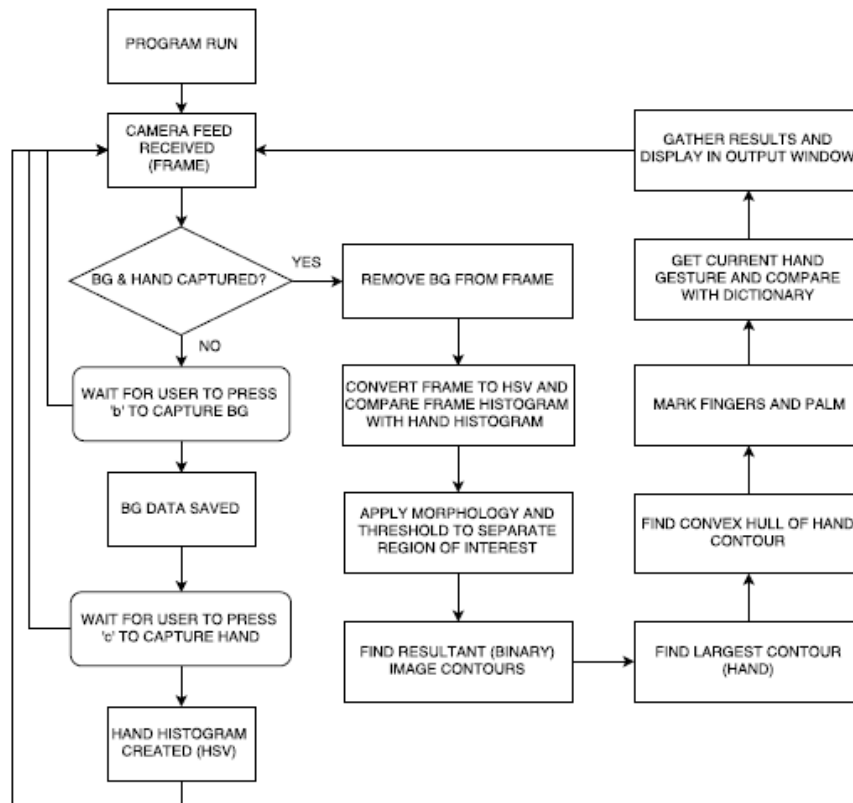 PROGRAM RUN
CAMERA FEED
RECEIVED
(FRAME)
BG & HAND CAPTURED?
YES
NO
WAIT FOR USER TO PRESS
'b' TO CAPTURE BG
BG DATA SAVED
WAIT FOR USER TO PRESS
'c' TO CAPTURE HAND
HAND HISTOGRAM
CREATED (HSV)
REMOVE BG FROM FRAME
CONVERT FRAME TO HSV AND
COMPARE FRAME HISTOGRAM
WITH HAND HISTOGRAM
APPLY MORPHOLOGY AND
THRESHOLD TO SEPARATE
REGION OF INTEREST
FIND RESULTANT (BINARY)
IMAGE CONTOURS
FIND LARGEST CONTOUR
(HAND)
FIND CONVEX HULL OF HAND
CONTOUR
MARK FINGERS AND PALM
GET CURRENT HAND
GESTURE AND COMPARE
WITH DICTIONARY
GATHER RESULTS AND
DISPLAY IN OUTPUT WINDOW